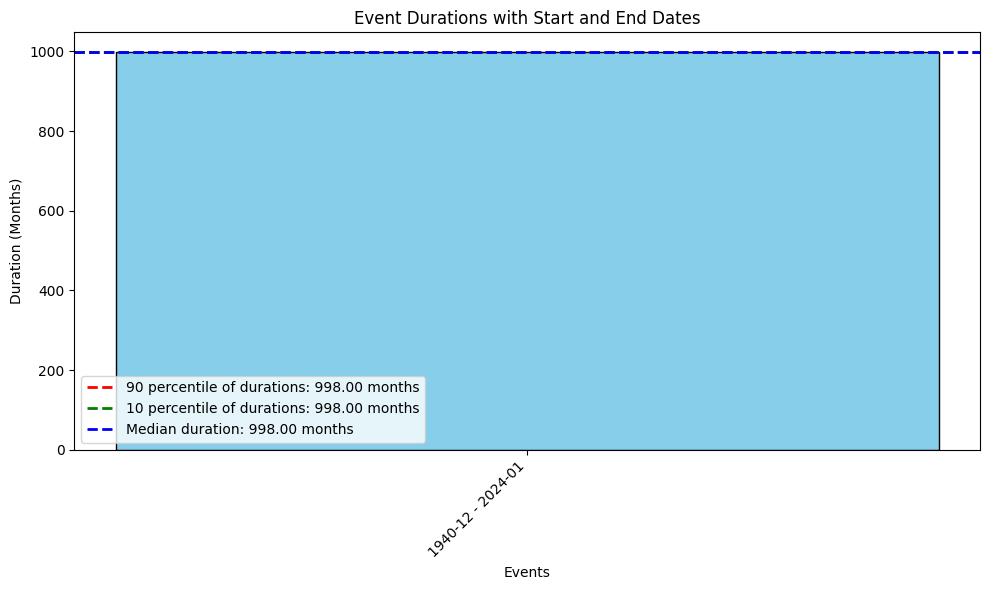 Event Durations with Start and End Dates
Duration (Months)
1000
800
600
400
200
0
90 percentile of durations: 998.00 months
10 percentile of durations: 998.00 months
Median duration: 998.00 months
1940-12 - 2024-01
Events